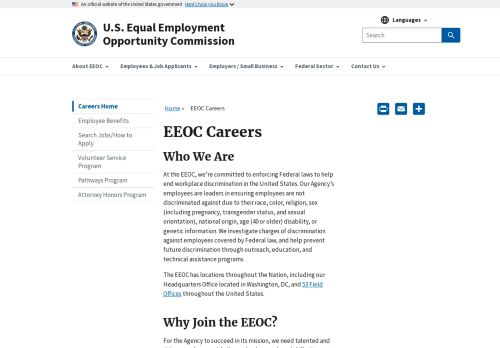 An official website of the United States government Here's how you know
U.S. Equal Employment
Opportunity Commission
Languages
Search
About EEOC
Employees & Job Applicants
Employers / Small Business
Federal Sector
Contact Us
Careers Home
Employee Benefits
Search Jobs/How to
Apply
Volunteer Service
Program
Pathways Program
Attorney Honors Program
Home » EEOC Careers
EEOC Careers
Who We Are
At the EEOC, we're committed to enforcing Federal laws to help
end workplace discrimination in the United States. Our Agency's
employees are leaders in ensuring employees are not
discriminated against due to their race, color, religion, sex
(including pregnancy, transgender status, and sexual
orientation), national origin, age (40 or older) disability, or
genetic information. We investigate charges of discrimination
against employees covered by Federal law, and help prevent
future discrimination through outreach, education, and
technical assistance programs.
The EEOC has locations throughout the Nation, including our
Headquarters Office located in Washington, DC, and 53 Field
Offices throughout the United States.
Why Join the EEOC?
For the Agency to succeed in its mission, we need talented and